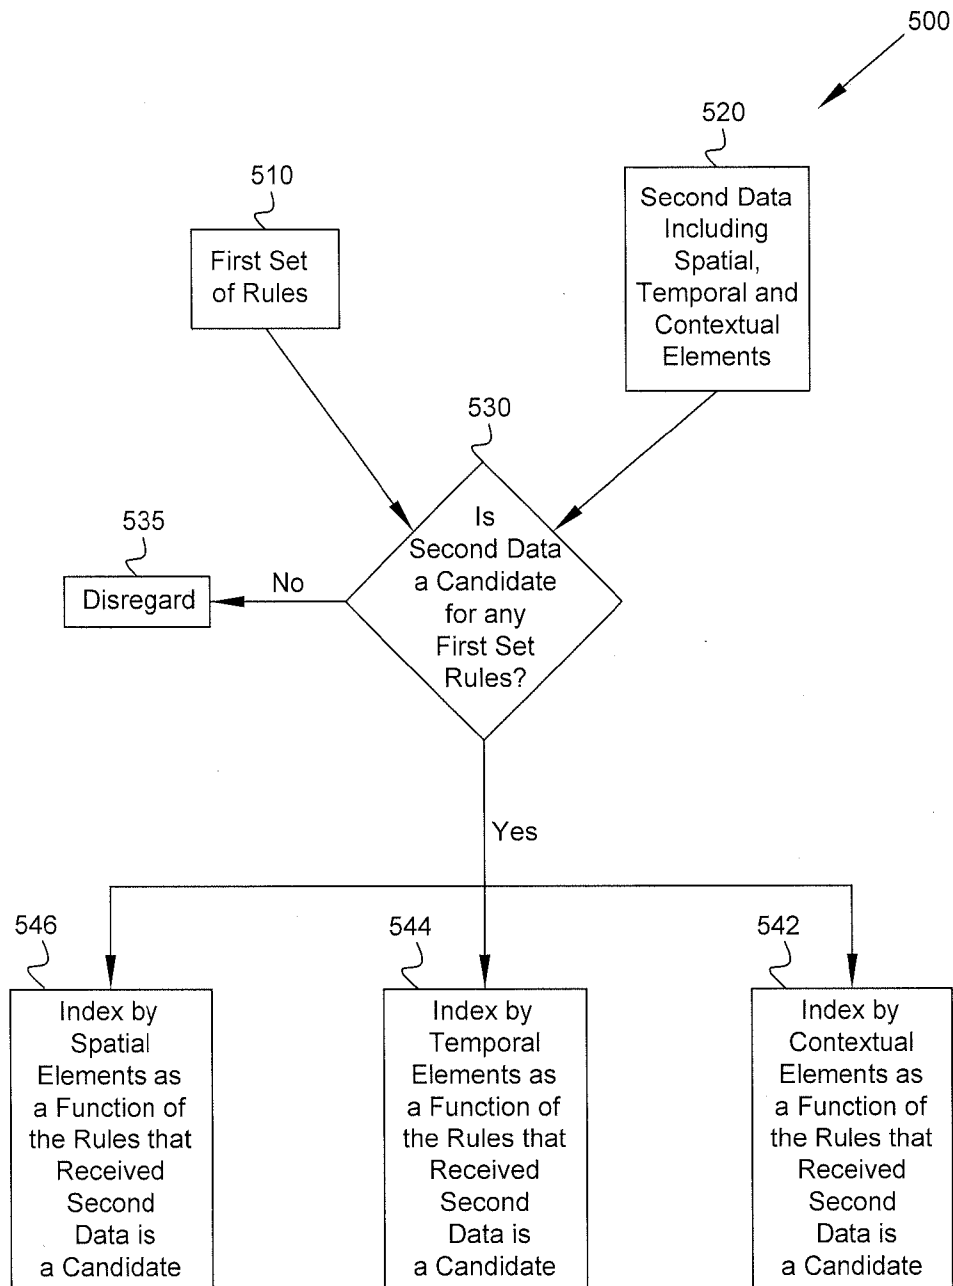 500
520
510
Second Data
Including
Spatial,
Temporal and
Contextual
Elements
First Set
of Rules
530
Is
Second Data
a Candidate
for any
First Set
Rules?
535
No
Disregard
Yes
546
544
542
Index by
Spatial
Elements as
a Function of
the Rules that
Received
Second
Data is
a Candidate
Index by
Temporal
Elements as
a Function of
the Rules that
Received
Second
Data is
a Candidate
Index by
Contextual
Elements as
a Function of
the Rules that
Received
Second
Data is
a Candidate